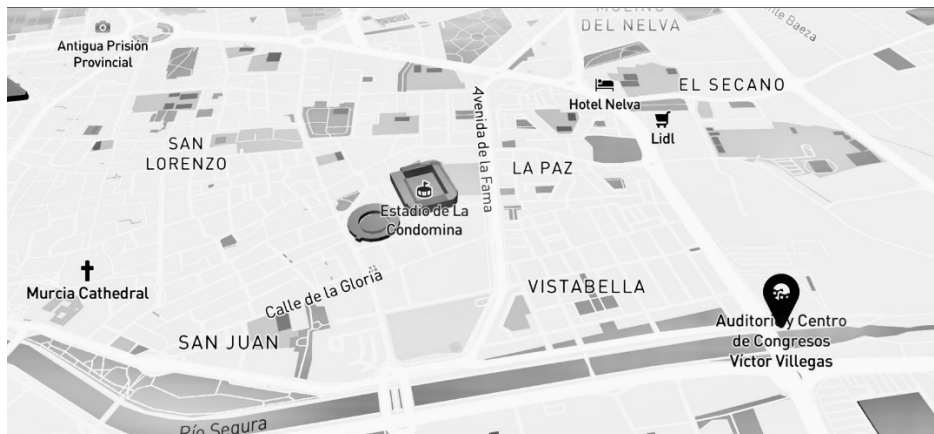 MOLINO
DEL NELVA
nte Baeza
Antigua Prisión
Provincial
EL SECANO
Hotel Nelva
Lidl
Avenida de la Fama
SAN
LORENZO
LA PAZ
Estadio de La
Condomina
Murcia Cathedral
Calle de la Gloria
VISTABELLA
Auditorio y Centro
de Congresos
Víctor Villegas
SAN JUAN
Río Segura